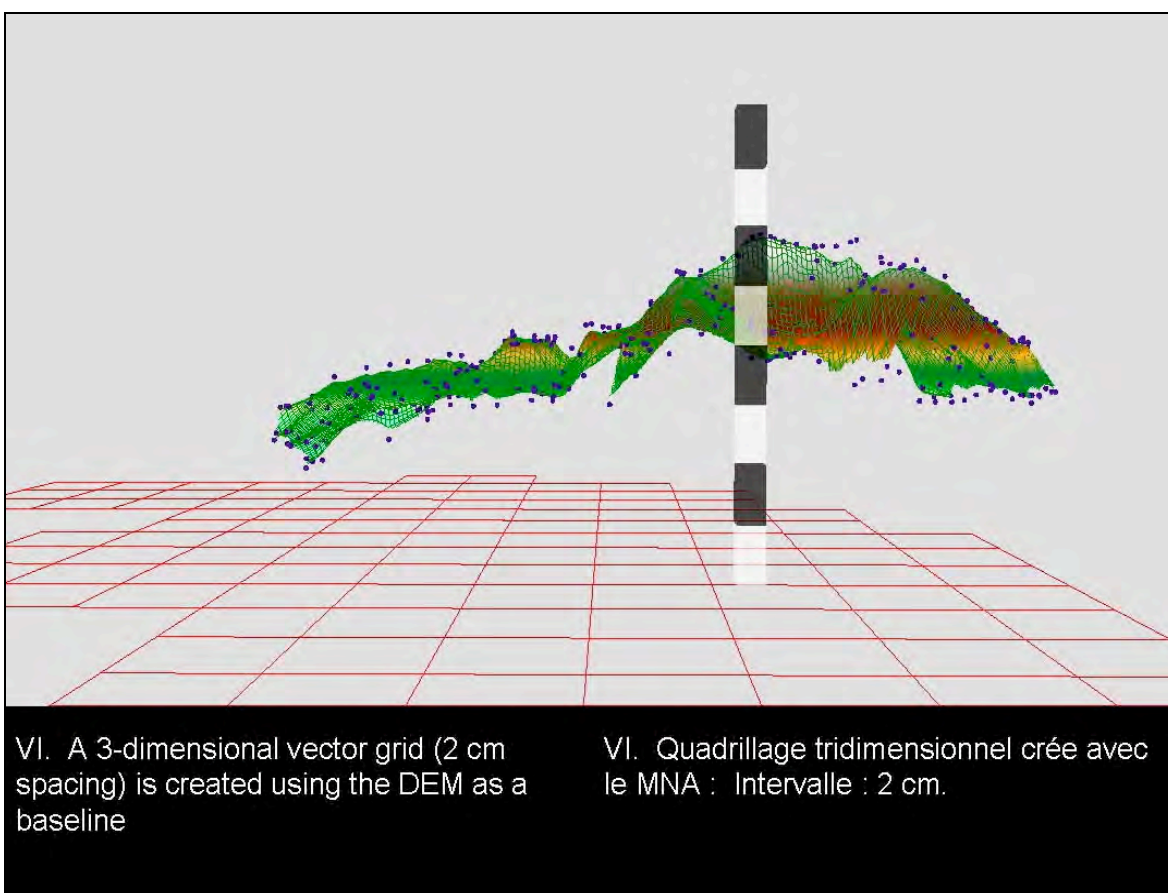 VI. A 3-dimensional vector grid (2 cm
spacing) is created using the DEM as a
baseline
VI. Quadrillage tridimensionnel crée avec
le MNA : Intervalle : 2 cm.